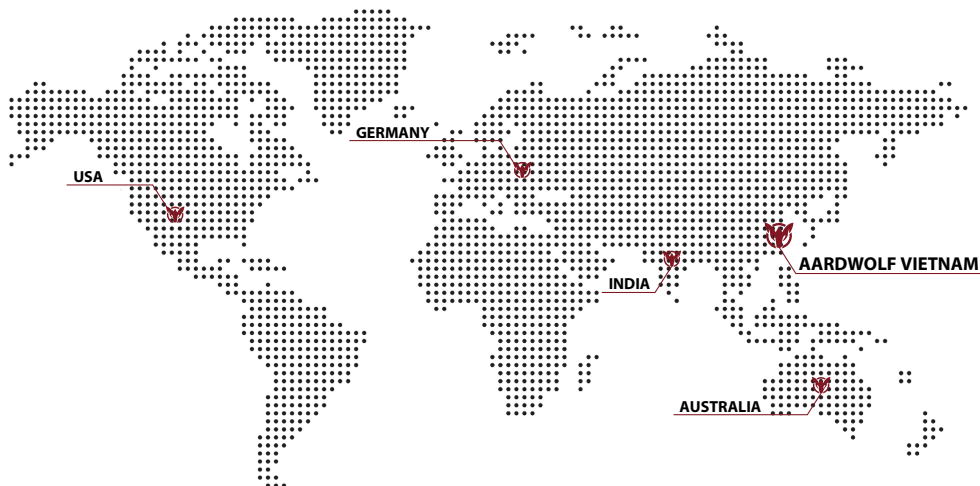 GERMANY
USA
AARDWOLF VIETNAM
INDIA
AUSTRALIA